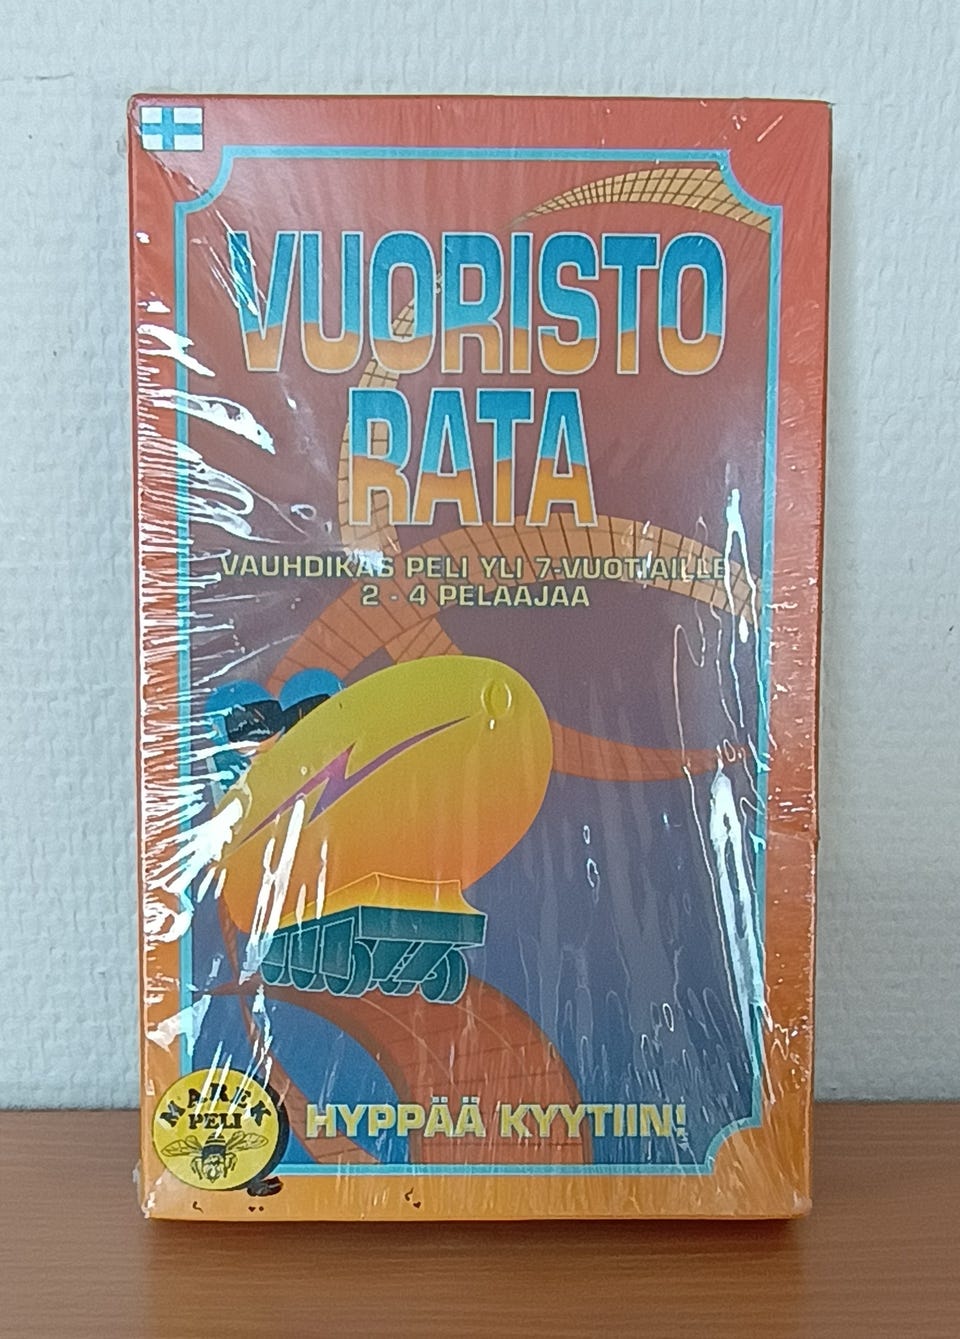 VUORISTO
RATA
VAUHDIKAS PELI YLI 7-VUOTIAILLE
2 - 4 PELAAJAA
HYPPÄÄ KYYTIIN!
MAREK
PELI